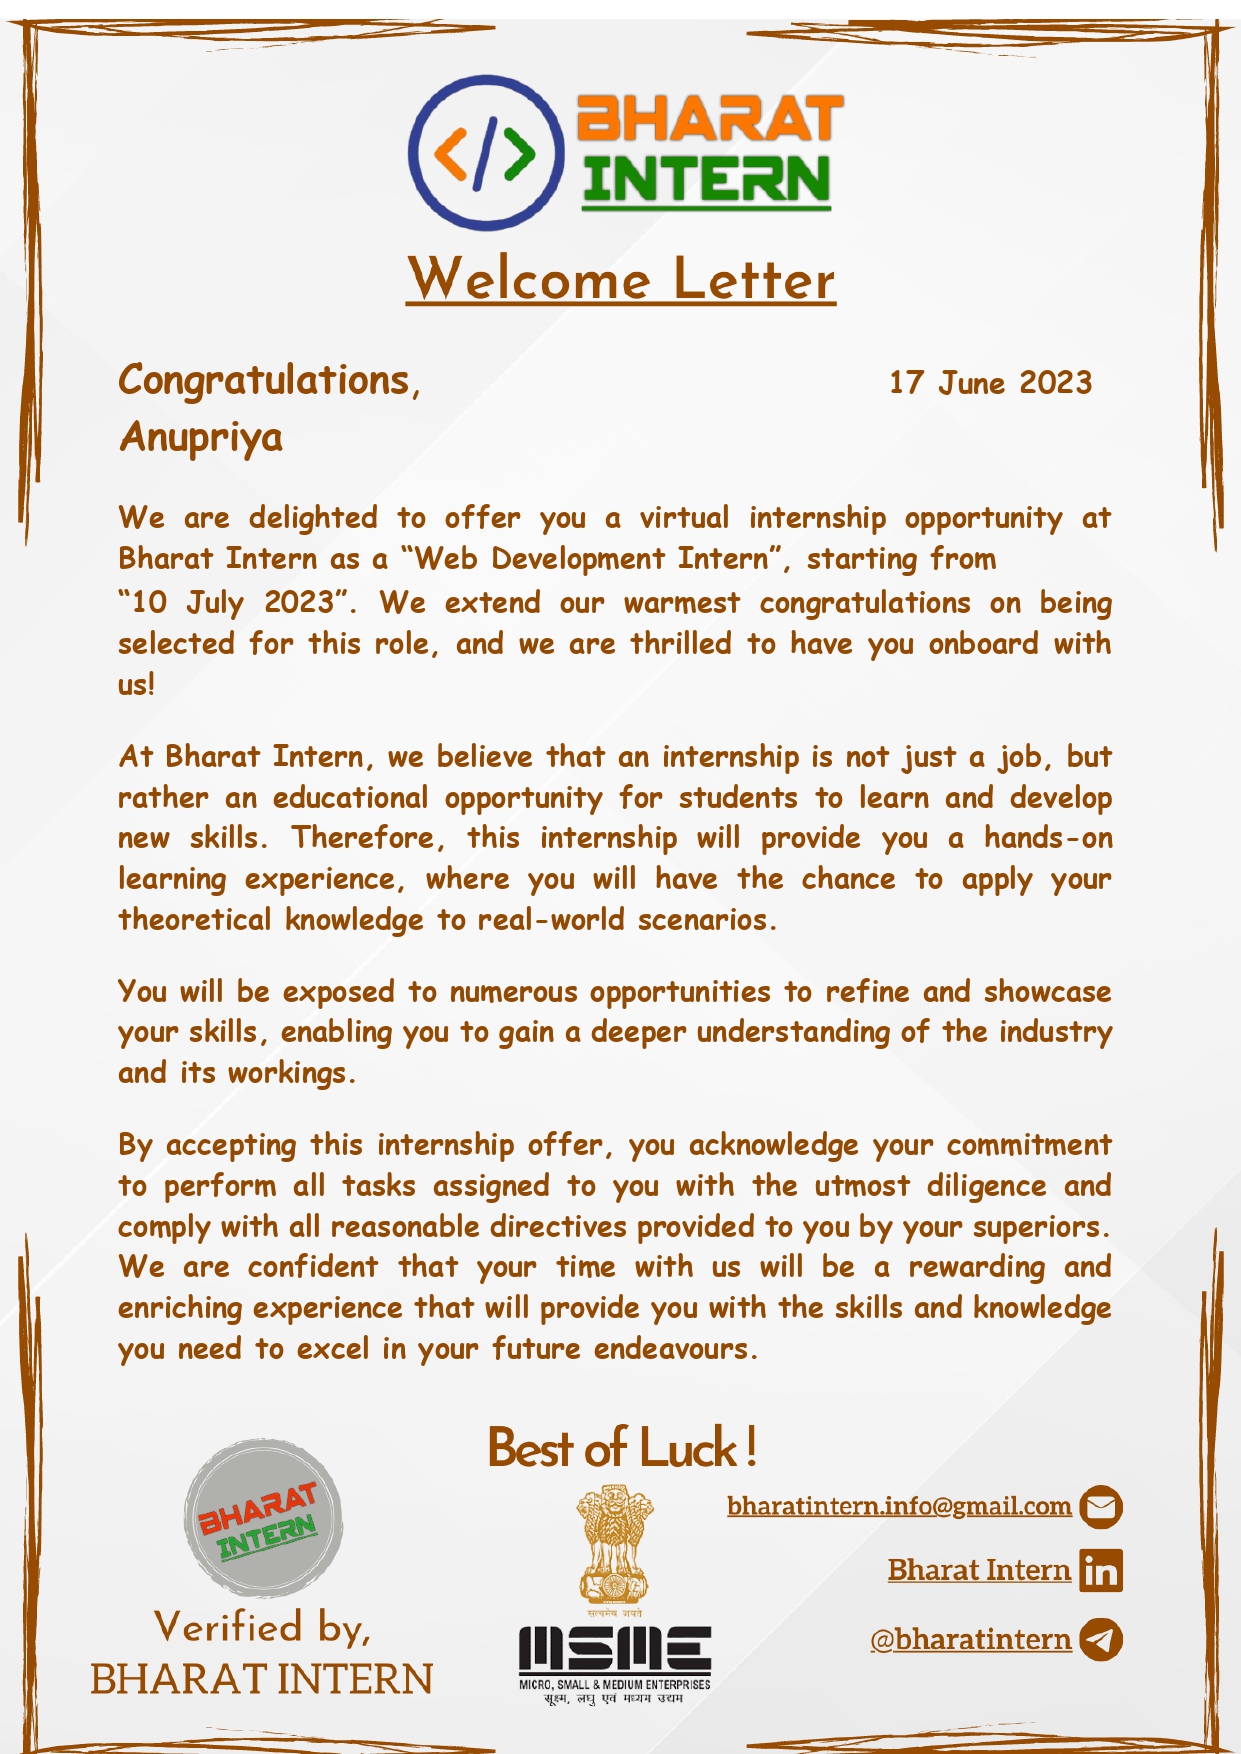 BHARAT
INTERN
Welcome Letter
Congratulations,
17 June 2023
Anupriya
We are delighted to offer you a virtual internship opportunity at
Bharat Intern as a “Web Development Intern”, starting from
“10 July 2023”. We extend our warmest congratulations on being
selected for this role, and we are thrilled to have you onboard with
us!
At Bharat Intern, we believe that an internship is not just a job, but
rather an educational opportunity for students to learn and develop
new skills. Therefore, this internship will provide you a hands-on
learning experience, where you will have the chance to apply your
theoretical knowledge to real-world scenarios.
You will be exposed to numerous opportunities to refine and showcase
your skills, enabling you to gain a deeper understanding of the industry
and its workings.
By accepting this internship offer, you acknowledge your commitment
to perform all tasks assigned to you with the utmost diligence and
comply with all reasonable directives provided to you by your superiors.
We are confident that your time with us will be a rewarding and
enriching experience that will provide you with the skills and knowledge
you need to excel in your future endeavours.
Best of Luck !
BHARAT
INTERN
Verified by,
BHARAT INTERN
सत्यमेव जयते
MSME
MICRO, SMALL & MEDIUM ENTERPRISES
सूक्ष्म, लघु एवं मध्यम उद्यम
bharatintern.info@gmail.com
Bharat Intern
in
@bharatintern